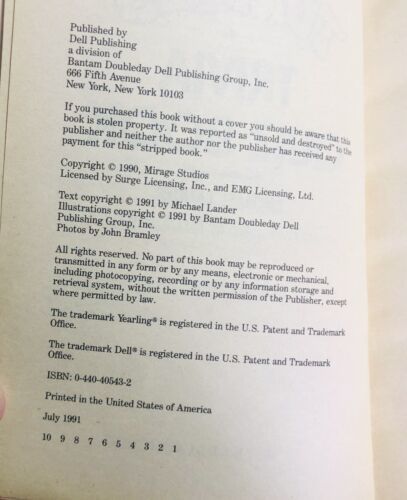 Published by
Dell Publishing
a division of
Bantam Doubleday Dell Publishing Group, Inc.
666 Fifth Avenue
New York, New York 10103
If you purchased this book without a cover you should be aware that this
book is stolen property. It was reported as "unsold and destroyed" to the
publisher and neither the author nor the publisher has received any
payment for this "stripped book."
Copyright © 1990, Mirage Studios
Licensed by Surge Licensing, Inc., and EMG Licensing, Ltd.
Text copyright © 1991 by Michael Lander
Illustrations copyright © 1991 by Bantam Doubleday Dell
Publishing Group, Inc.
Photos by John Bramley
All rights reserved. No part of this book may be reproduced or
transmitted in any form or by any means, electronic or mechanical,
including photocopying, recording or by any information storage and
retrieval system, without the written permission of the Publisher, except
where permitted by law.
The trademark Yearling® is registered in the U.S. Patent and Trademark
Office.
The trademark Dell® is registered in the U.S. Patent and Trademark
Office.
ISBN: 0-440-40543-2
Printed in the United States of America
July 1991
10 9 8 7 6 5 4 3 2 1